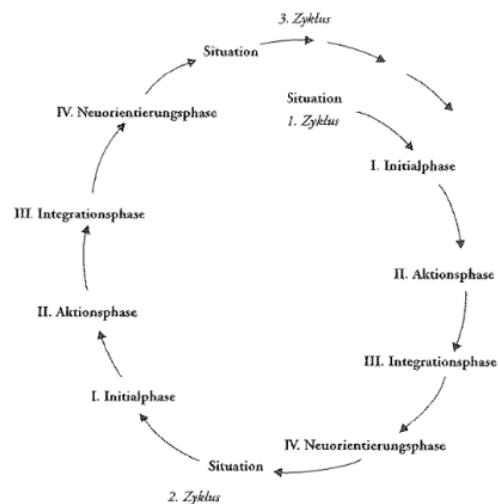 3. Zyklus
Situation
Situation
1. Zyklus
I. Initialphase
II. Aktionsphase
III. Integrationsphase
IV. Neuorientierungsphase
Situation
2. Zyklus
I. Initialphase
II. Aktionsphase
III. Integrationsphase
IV. Neuorientierungsphase